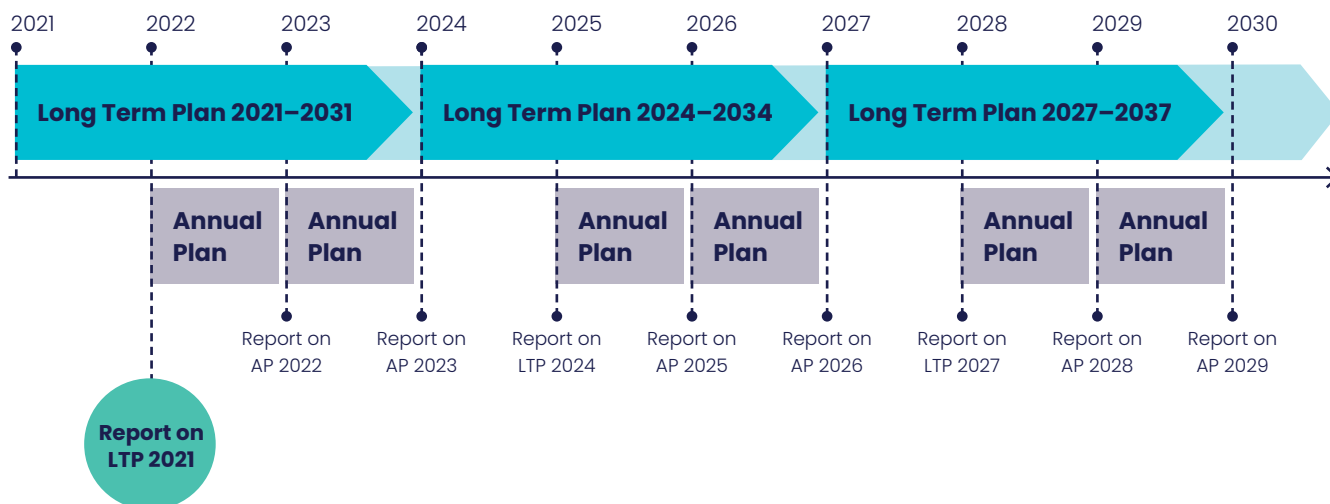 2021 2022 2023 2024 2025 2026 2027 2028 2029 2030
Long Term Plan 2021–2031 Long Term Plan 2024–2034 Long Term Plan 2027–2037
Annual Annual Annual Annual Annual Annual
Plan Plan Plan Plan Plan Plan
Report on Report on Report on Report on Report on Report on Report on Report on
AP 2022 AP 2023 LTP 2024 AP 2025 AP 2026 LTP 2027 AP 2028 AP 2029
Report on
LTP 2021